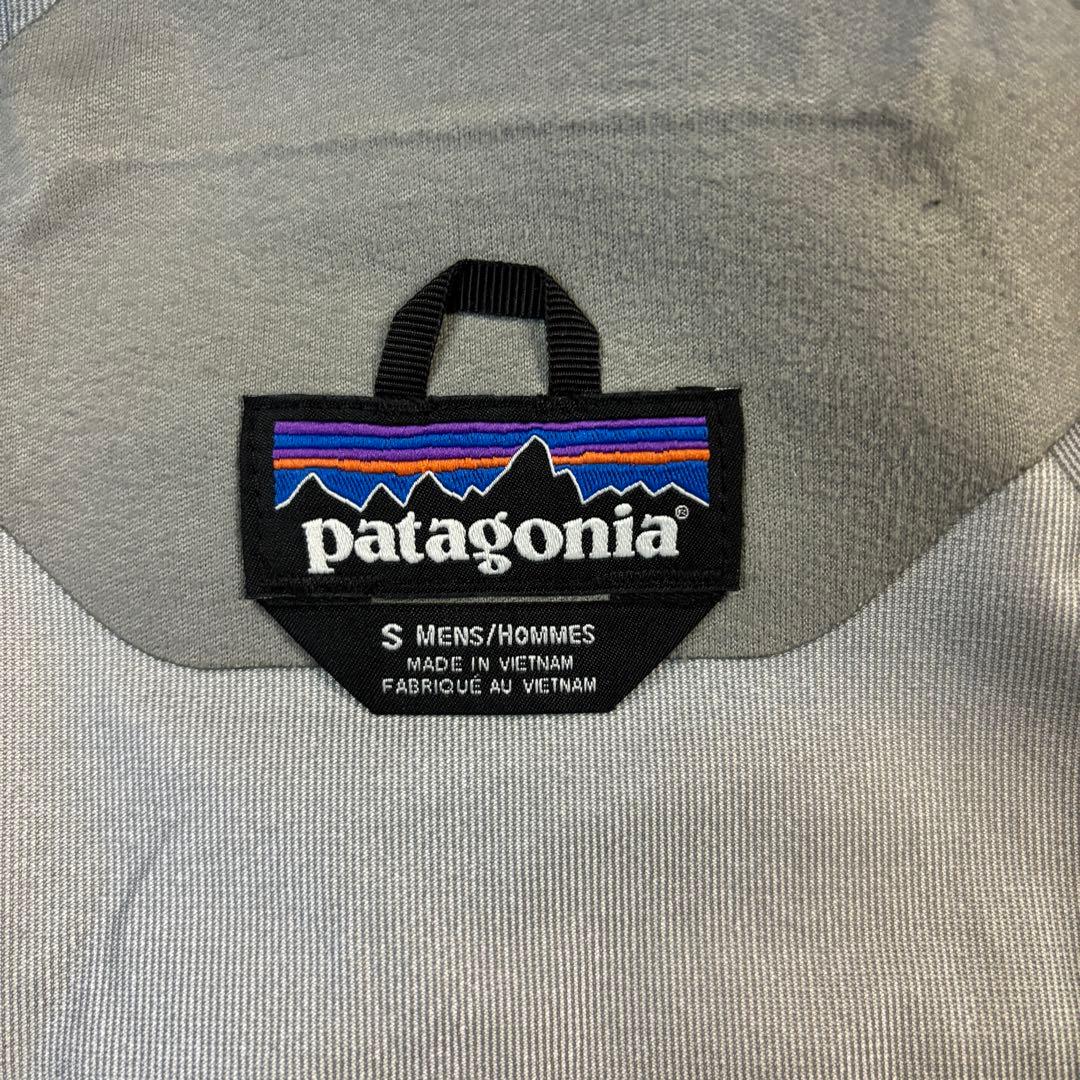 patagonia®
S MENS/HOMMES
MADE IN VIETNAM
FABRIQUÉ AU VIETNAM